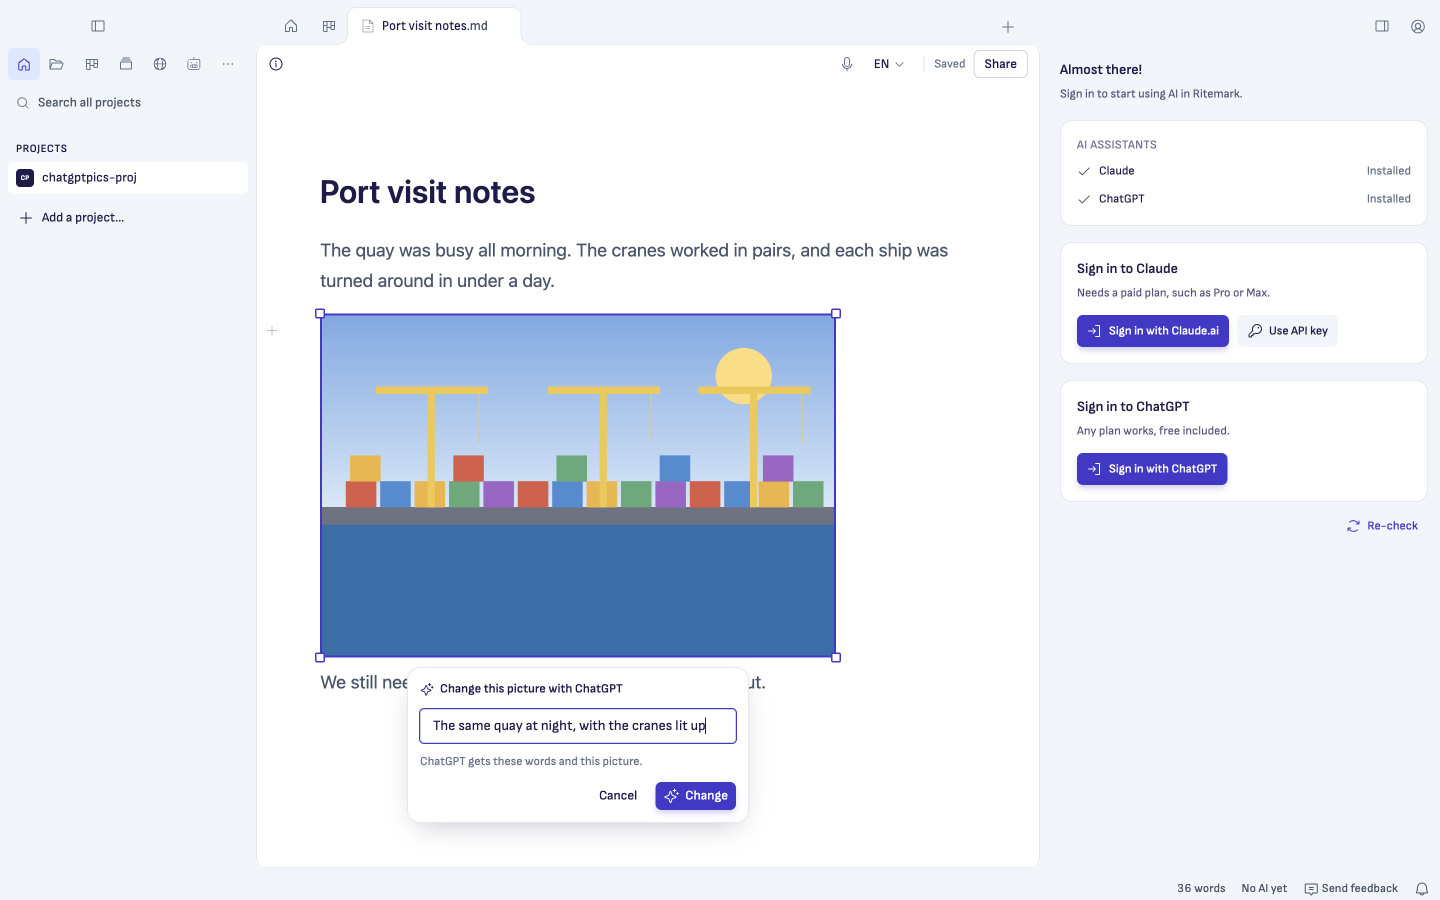 Port visit notes.md
EN
Saved
Share
Search all projects
PROJECTS
CP
chatgptpics-proj
Add a project...
Port visit notes
The quay was busy all morning. The cranes worked in pairs, and each ship was
turned around in under a day.
We still
ut.
Change this picture with ChatGPT
The same quay at night, with the cranes lit up
ChatGPT gets these words and this picture.
Cancel
Change
Almost there!
Sign in to start using AI in Ritemark.
AI ASSISTANTS
Claude
Installed
ChatGPT
Installed
Sign in to Claude
Needs a paid plan, such as Pro or Max.
Sign in with Claude.ai
Use API key
Sign in to ChatGPT
Any plan works, free included.
Sign in with ChatGPT
Re-check
36 words
No AI yet
Send feedback